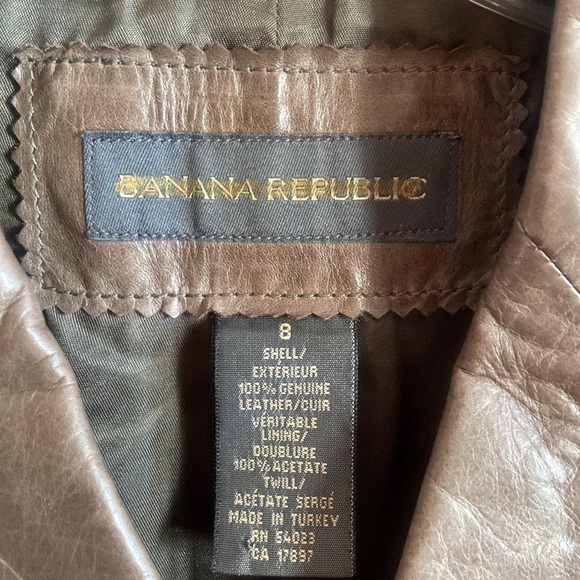 BANANA REPUBLIC
8
SHELL/
EXTÉRIEUR
100% GENUINE
LEATHER/CUIR
VÉRITABLE
LINING/
DOUBLURE
100% ACETATE
TWILL/
ACÉTATE SERGÉ
MADE IN TURKEY
RN 54023
CA 17897